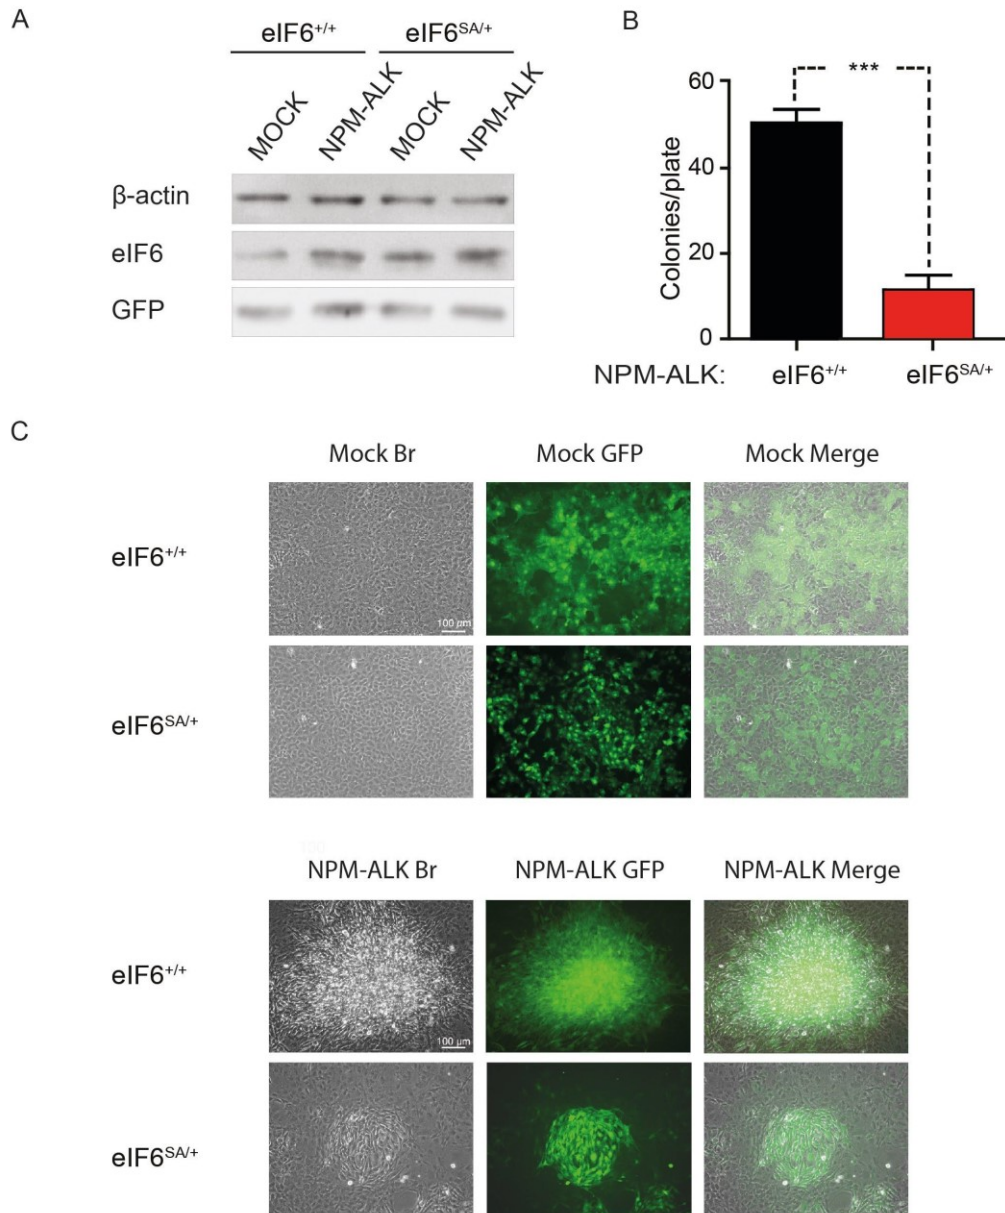 A
eIF6+/+ eIF6SA/+
MOCK NPM-ALK MOCK NPM-ALK
β-actin
eIF6
GFP
B
60
40
20
0
Colonies/plate
***
NPM-ALK: eIF6+/+ eIF6SA/+
C
Mock Br Mock GFP Mock Merge
eIF6+/+
100 μm
eIF6SA/+
NPM-ALK Br NPM-ALK GFP NPM-ALK Merge
eIF6+/+
100 μm
eIF6SA/+